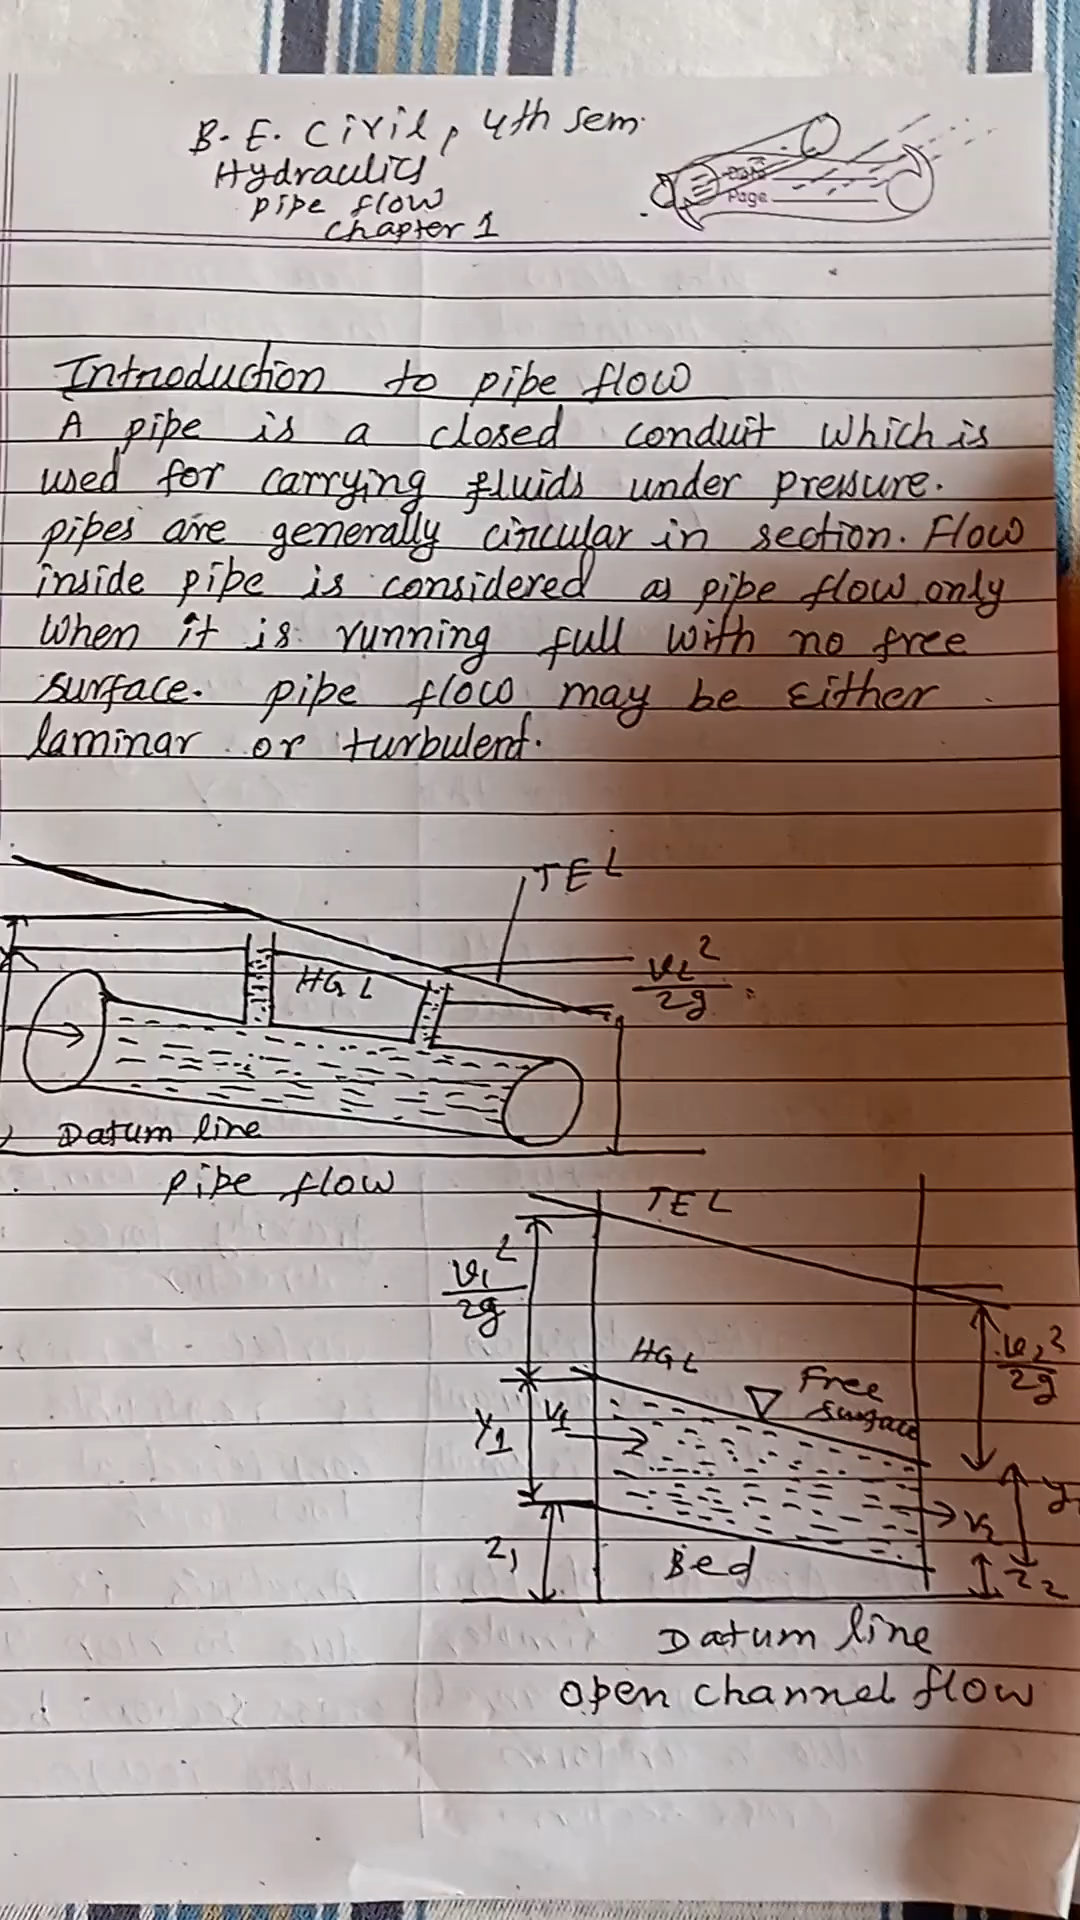 B.E. Civil, 4th sem.
Hydraulics
pipe flow
chapter 1
Date
Page
Introduction to pipe flow
A pipe is a closed conduit which is
used for carrying fluids under pressure.
pipes are generally circular in section. Flow
inside pipe is considered as pipe flow only
When it is running full with no free
surface. pipe flow may be Either
laminar or turbulent.
TEL
HGL
V₂²/2g
Datum line
pipe flow
TEL
V₁²/2g
HGL
Free
surface
V₂²/2g
Y₁
V₁
y
V₂
Z₁
Bed
Z₂
Datum line
open channel flow